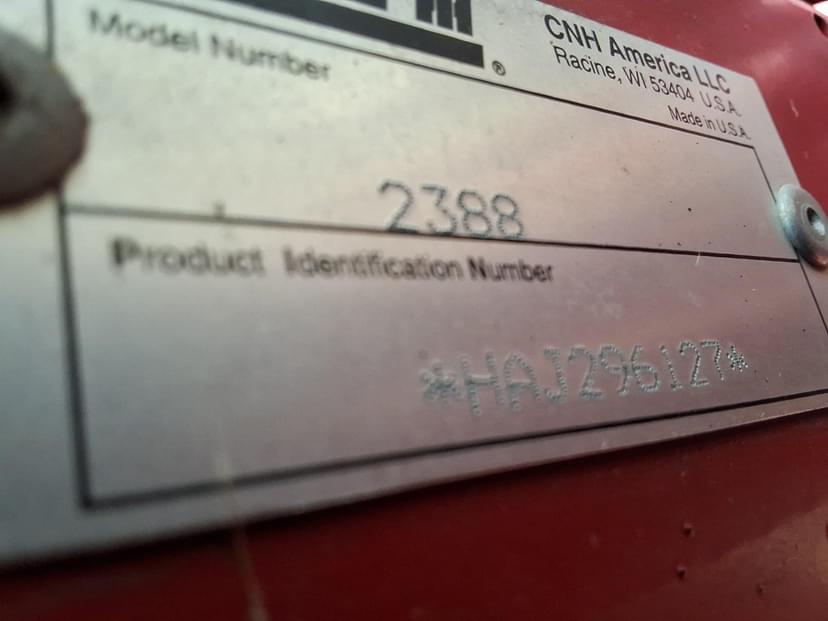 CNH America LLC
Racine, WI 53404 U.S.A.
Made in U.S.A.
®
Model Number
2388
Product Identification Number
*HAJ296127*